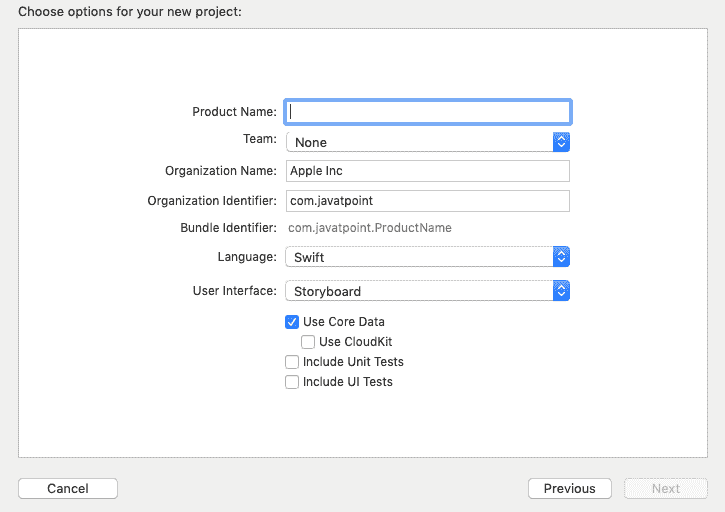 Choose options for your new project:
Product Name:
Team: None
Organization Name: Apple Inc
Organization Identifier: com.javatpoint
Bundle Identifier: com.javatpoint.ProductName
Language: Swift
User Interface: Storyboard
Use Core Data
Use CloudKit
Include Unit Tests
Include UI Tests
Cancel Previous Next